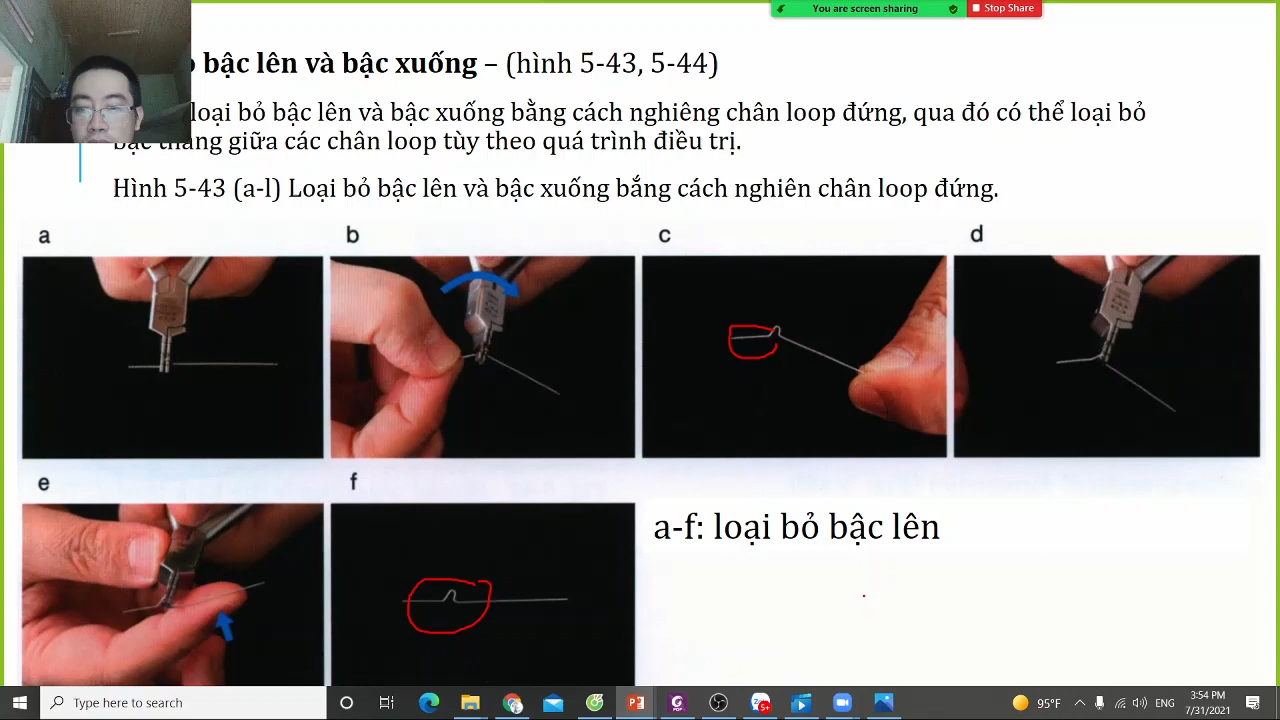 You are screen sharing
Stop Share
bậc lên và bậc xuống – (hình 5-43, 5-44)
loại bỏ bậc lên và bậc xuống bằng cách nghiêng chân loop đứng, qua đó có thể loại bỏ
bậc thang giữa các chân loop tùy theo quá trình điều trị.
Hình 5-43 (a-l) Loại bỏ bậc lên và bậc xuống bắng cách nghiên chân loop đứng.
a
b
c
d
e
f
a-f: loại bỏ bậc lên
Type here to search
95°F
ENG
3:54 PM
7/31/2021